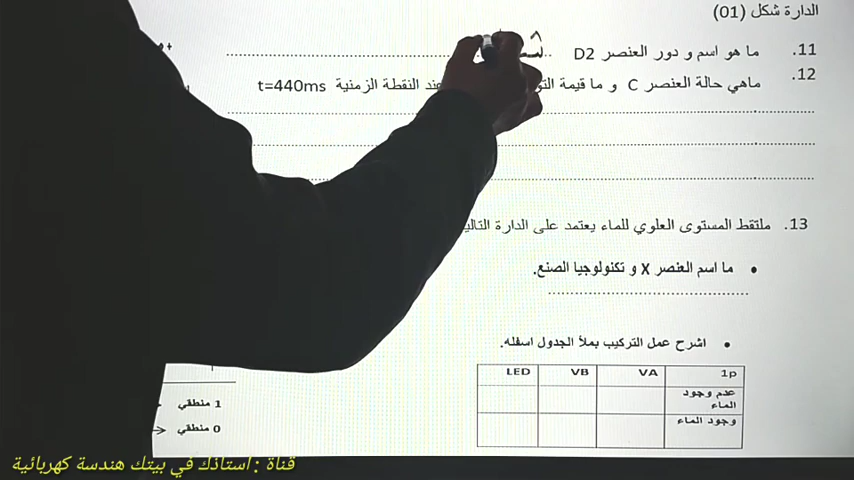 الدارة شكل (01)
11. ما هو اسم و دور العنصر D2
12. ماهي حالة العنصر C و ما قيمة عند النقطة الزمنية t=440ms
13. ملتقط المستوى العلوي للماء يعتمد على الدارة
• ما اسم العنصر X و تكنولوجيا الصنع.
• اشرح عمل التركيب بملأ الجدول اسفله.
1p VA VB LED
عدم وجود الماء
وجود الماء
1 منطقي
0 منطقي
قناة : استاذك في بيتك هندسة كهربائية